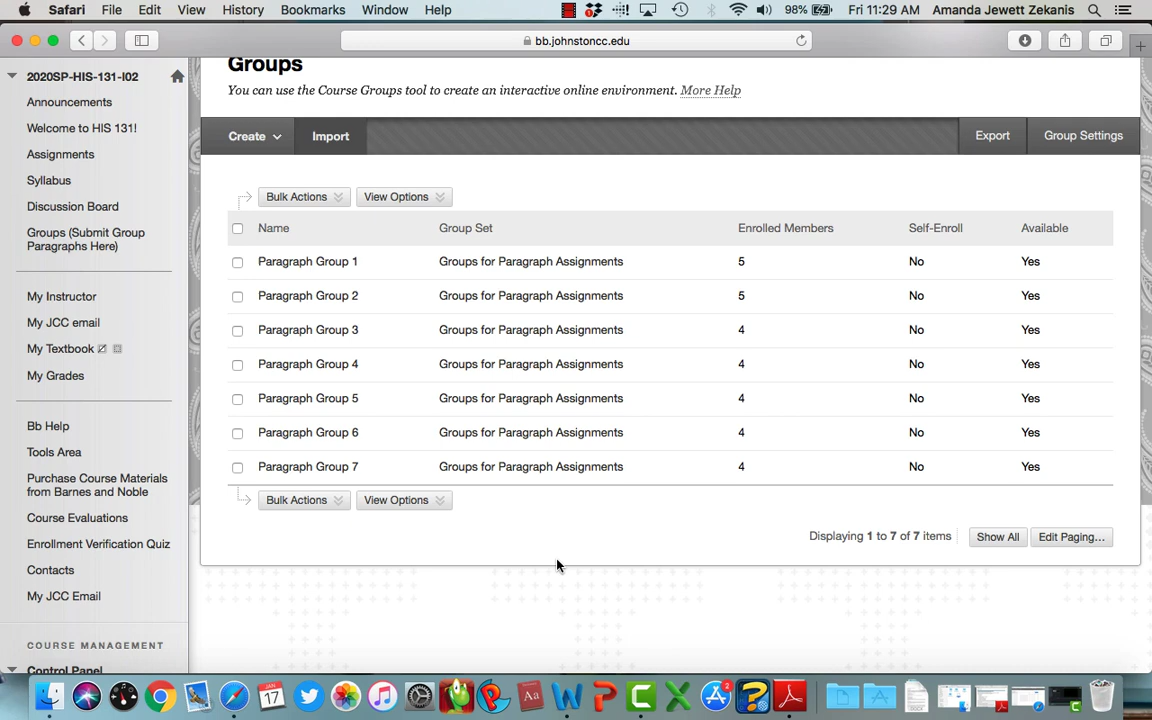 Safari File Edit View History Bookmarks Window Help 98% Fri 11:29 AM Amanda Jewett Zekanis
bb.johnstoncc.edu
2020SP-HIS-131-I02
Announcements
Welcome to HIS 131!
Assignments
Syllabus
Discussion Board
Groups (Submit Group
Paragraphs Here)
My Instructor
My JCC email
My Textbook
My Grades
Bb Help
Tools Area
Purchase Course Materials
from Barnes and Noble
Course Evaluations
Enrollment Verification Quiz
Contacts
My JCC Email
COURSE MANAGEMENT
Control Panel
Groups
You can use the Course Groups tool to create an interactive online environment. More Help
Create Import Export Group Settings
Bulk Actions View Options
Name Group Set Enrolled Members Self-Enroll Available
Paragraph Group 1 Groups for Paragraph Assignments 5 No Yes
Paragraph Group 2 Groups for Paragraph Assignments 5 No Yes
Paragraph Group 3 Groups for Paragraph Assignments 4 No Yes
Paragraph Group 4 Groups for Paragraph Assignments 4 No Yes
Paragraph Group 5 Groups for Paragraph Assignments 4 No Yes
Paragraph Group 6 Groups for Paragraph Assignments 4 No Yes
Paragraph Group 7 Groups for Paragraph Assignments 4 No Yes
Bulk Actions View Options
Displaying 1 to 7 of 7 items Show All Edit Paging...
JAN
17
Aa
2